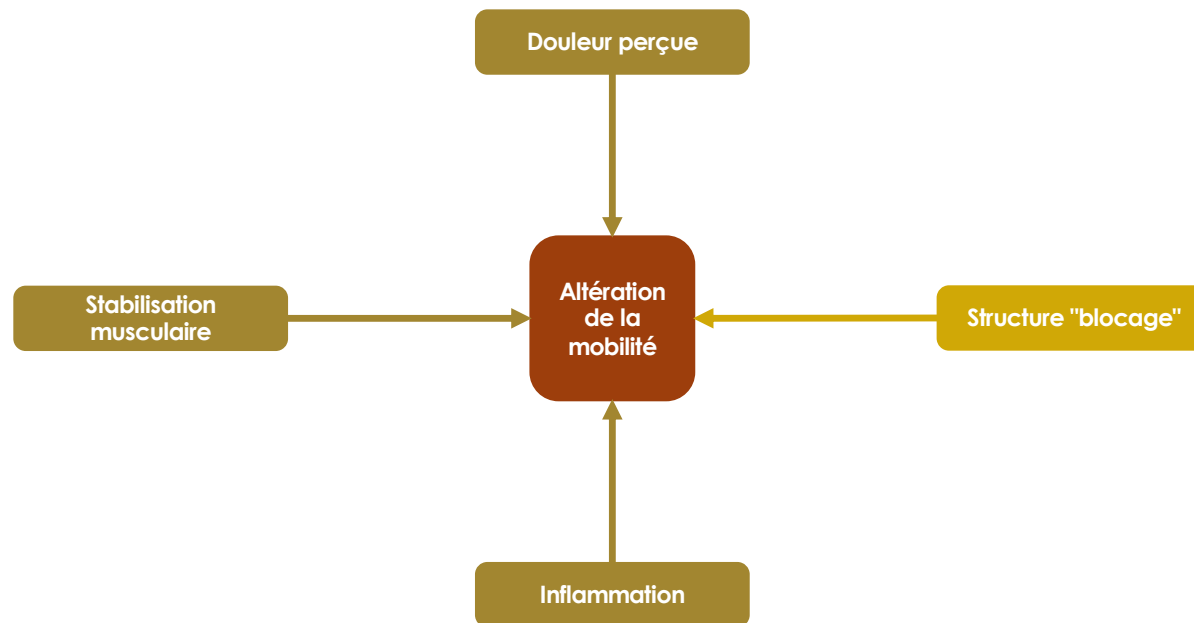 Douleur perçue
Stabilisation
musculaire
Altération
de la
mobilité
Structure "blocage"
Inflammation